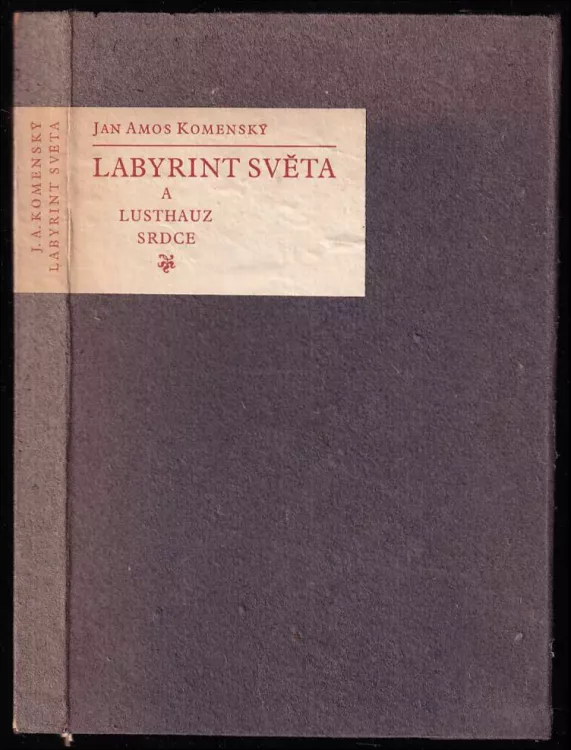 J. A. KOMENSKÝ
LABYRINT SVĚTA
JAN AMOS KOMENSKÝ
LABYRINT SVĚTA
A
LUSTHAUZ
SRDCE